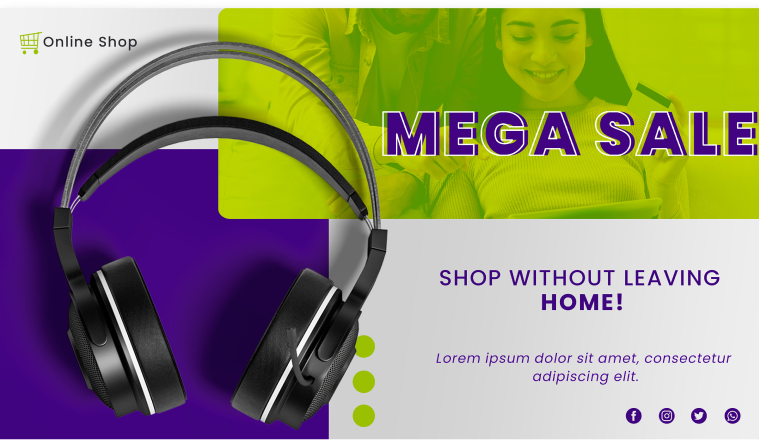 Online Shop
MEGA SALE
SHOP WITHOUT LEAVING
HOME!
Lorem ipsum dolor sit amet, consectetur
adipiscing elit.